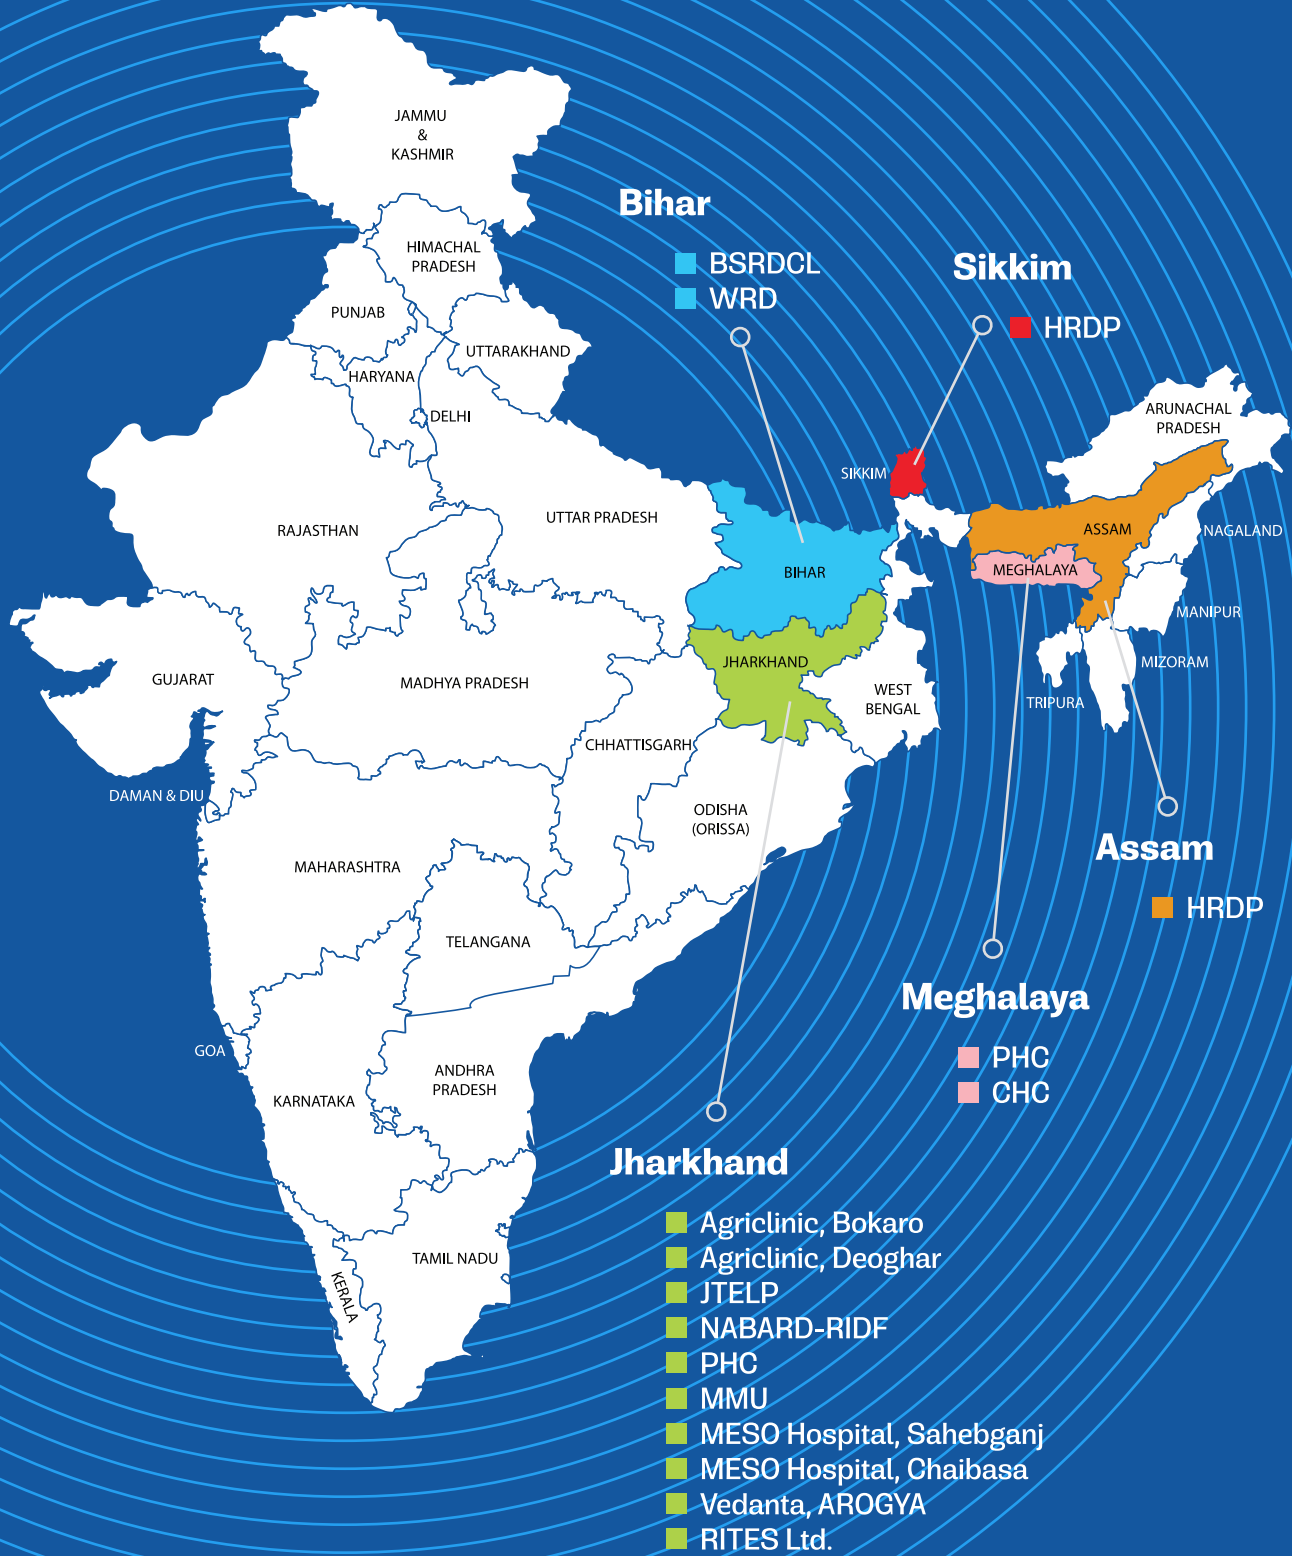 JAMMU
&
KASHMIR
HIMACHAL
PRADESH
PUNJAB
UTTARAKHAND
HARYANA
DELHI
RAJASTHAN
UTTAR PRADESH
BIHAR
SIKKIM
ARUNACHAL
PRADESH
ASSAM
NAGALAND
MEGHALAYA
MANIPUR
MIZORAM
TRIPURA
GUJARAT
MADHYA PRADESH
JHARKHAND
WEST
BENGAL
CHHATTISGARH
DAMAN & DIU
ODISHA
(ORISSA)
MAHARASHTRA
TELANGANA
GOA
ANDHRA
PRADESH
KARNATAKA
TAMIL NADU
KERALA
Bihar
BSRDCL
WRD
Sikkim
HRDP
Assam
HRDP
Meghalaya
PHC
CHC
Jharkhand
Agriclinic, Bokaro
Agriclinic, Deoghar
JTELP
NABARD-RIDF
PHC
MMU
MESO Hospital, Sahebganj
MESO Hospital, Chaibasa
Vedanta, AROGYA
RITES Ltd.